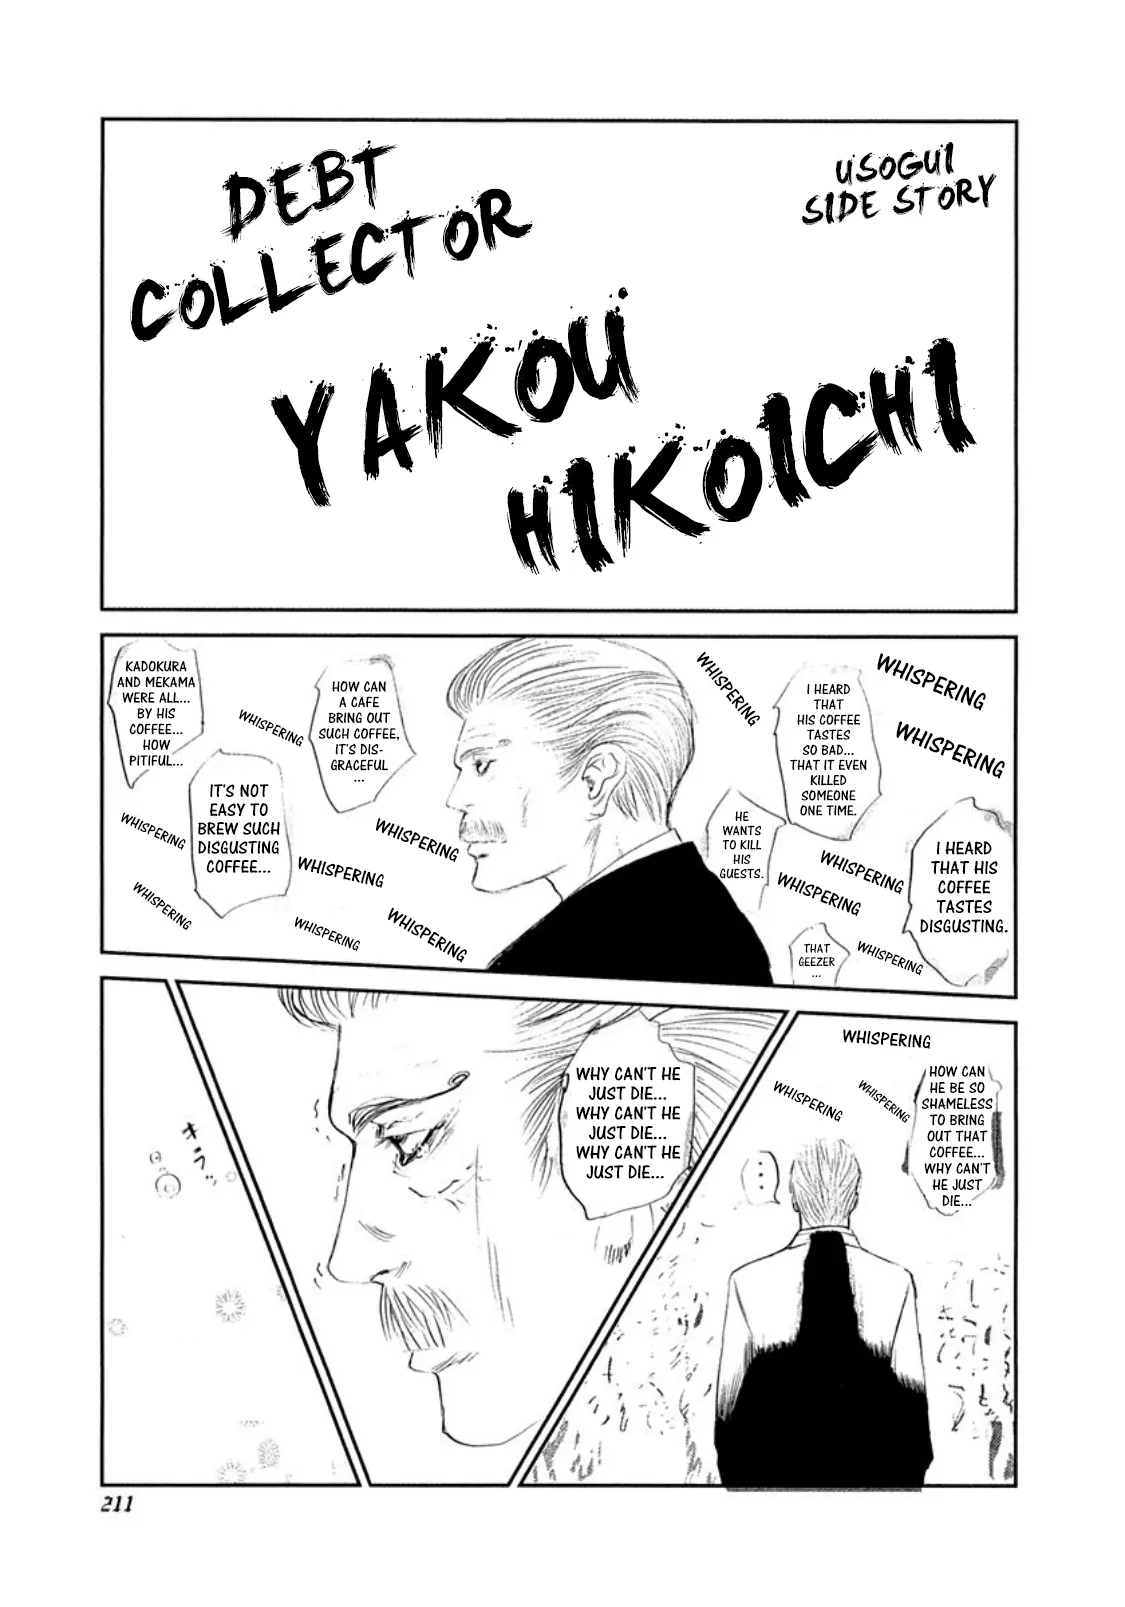 USOGUI
SIDE STORY
DEBT
COLLECTOR
YAKOU
HIKOICHI
WHISPERING
WHISPERING
WHISPERING
I HEARD
THAT
HIS COFFEE
TASTES
SO BAD...
THAT IT EVEN
KILLED
SOMEONE
ONE TIME.
I HEARD
THAT HIS
COFFEE
TASTES
DISGUSTING.
HE
WANTS
TO KILL
HIS
GUESTS.
WHISPERING
WHISPERING
WHISPERING
THAT
GEEZER
...
HOW CAN
A CAFE
BRING OUT
SUCH COFFEE,
IT'S DIS-
GRACEFUL
...
WHISPERING
KADOKURA
AND MEKAMA
WERE ALL...
BY HIS
COFFEE...
HOW
PITIFUL...
IT'S NOT
EASY TO
BREW SUCH
DISGUSTING
COFFEE...
WHISPERING
WHISPERING
WHISPERING
WHISPERING
WHISPERING
WHISPERING
WHISPERING
HOW CAN
HE BE SO
SHAMELESS
TO BRING
OUT THAT
COFFEE...
WHY CAN'T
HE JUST
DIE...
WHISPERING
WHISPERING
...
WHY CAN'T HE
JUST DIE...
WHY CAN'T HE
JUST DIE...
WHY CAN'T HE
JUST DIE...
キラッ
211